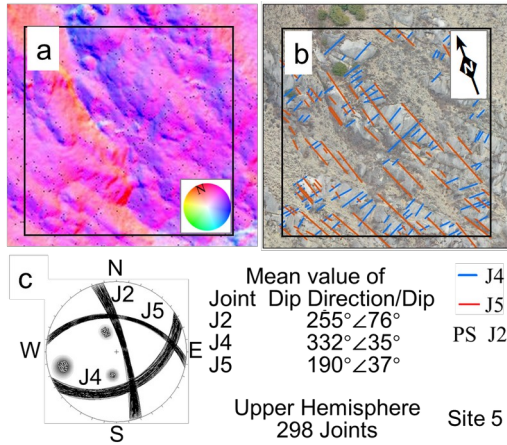 a
N
b
N
c
N
J2
J5
W
E
J4
S
Mean value of
Joint Dip Direction/Dip
J2 255°∠76°
J4 332°∠35°
J5 190°∠37°
Upper Hemisphere
298 Joints
J4
J5
PS J2
Site 5